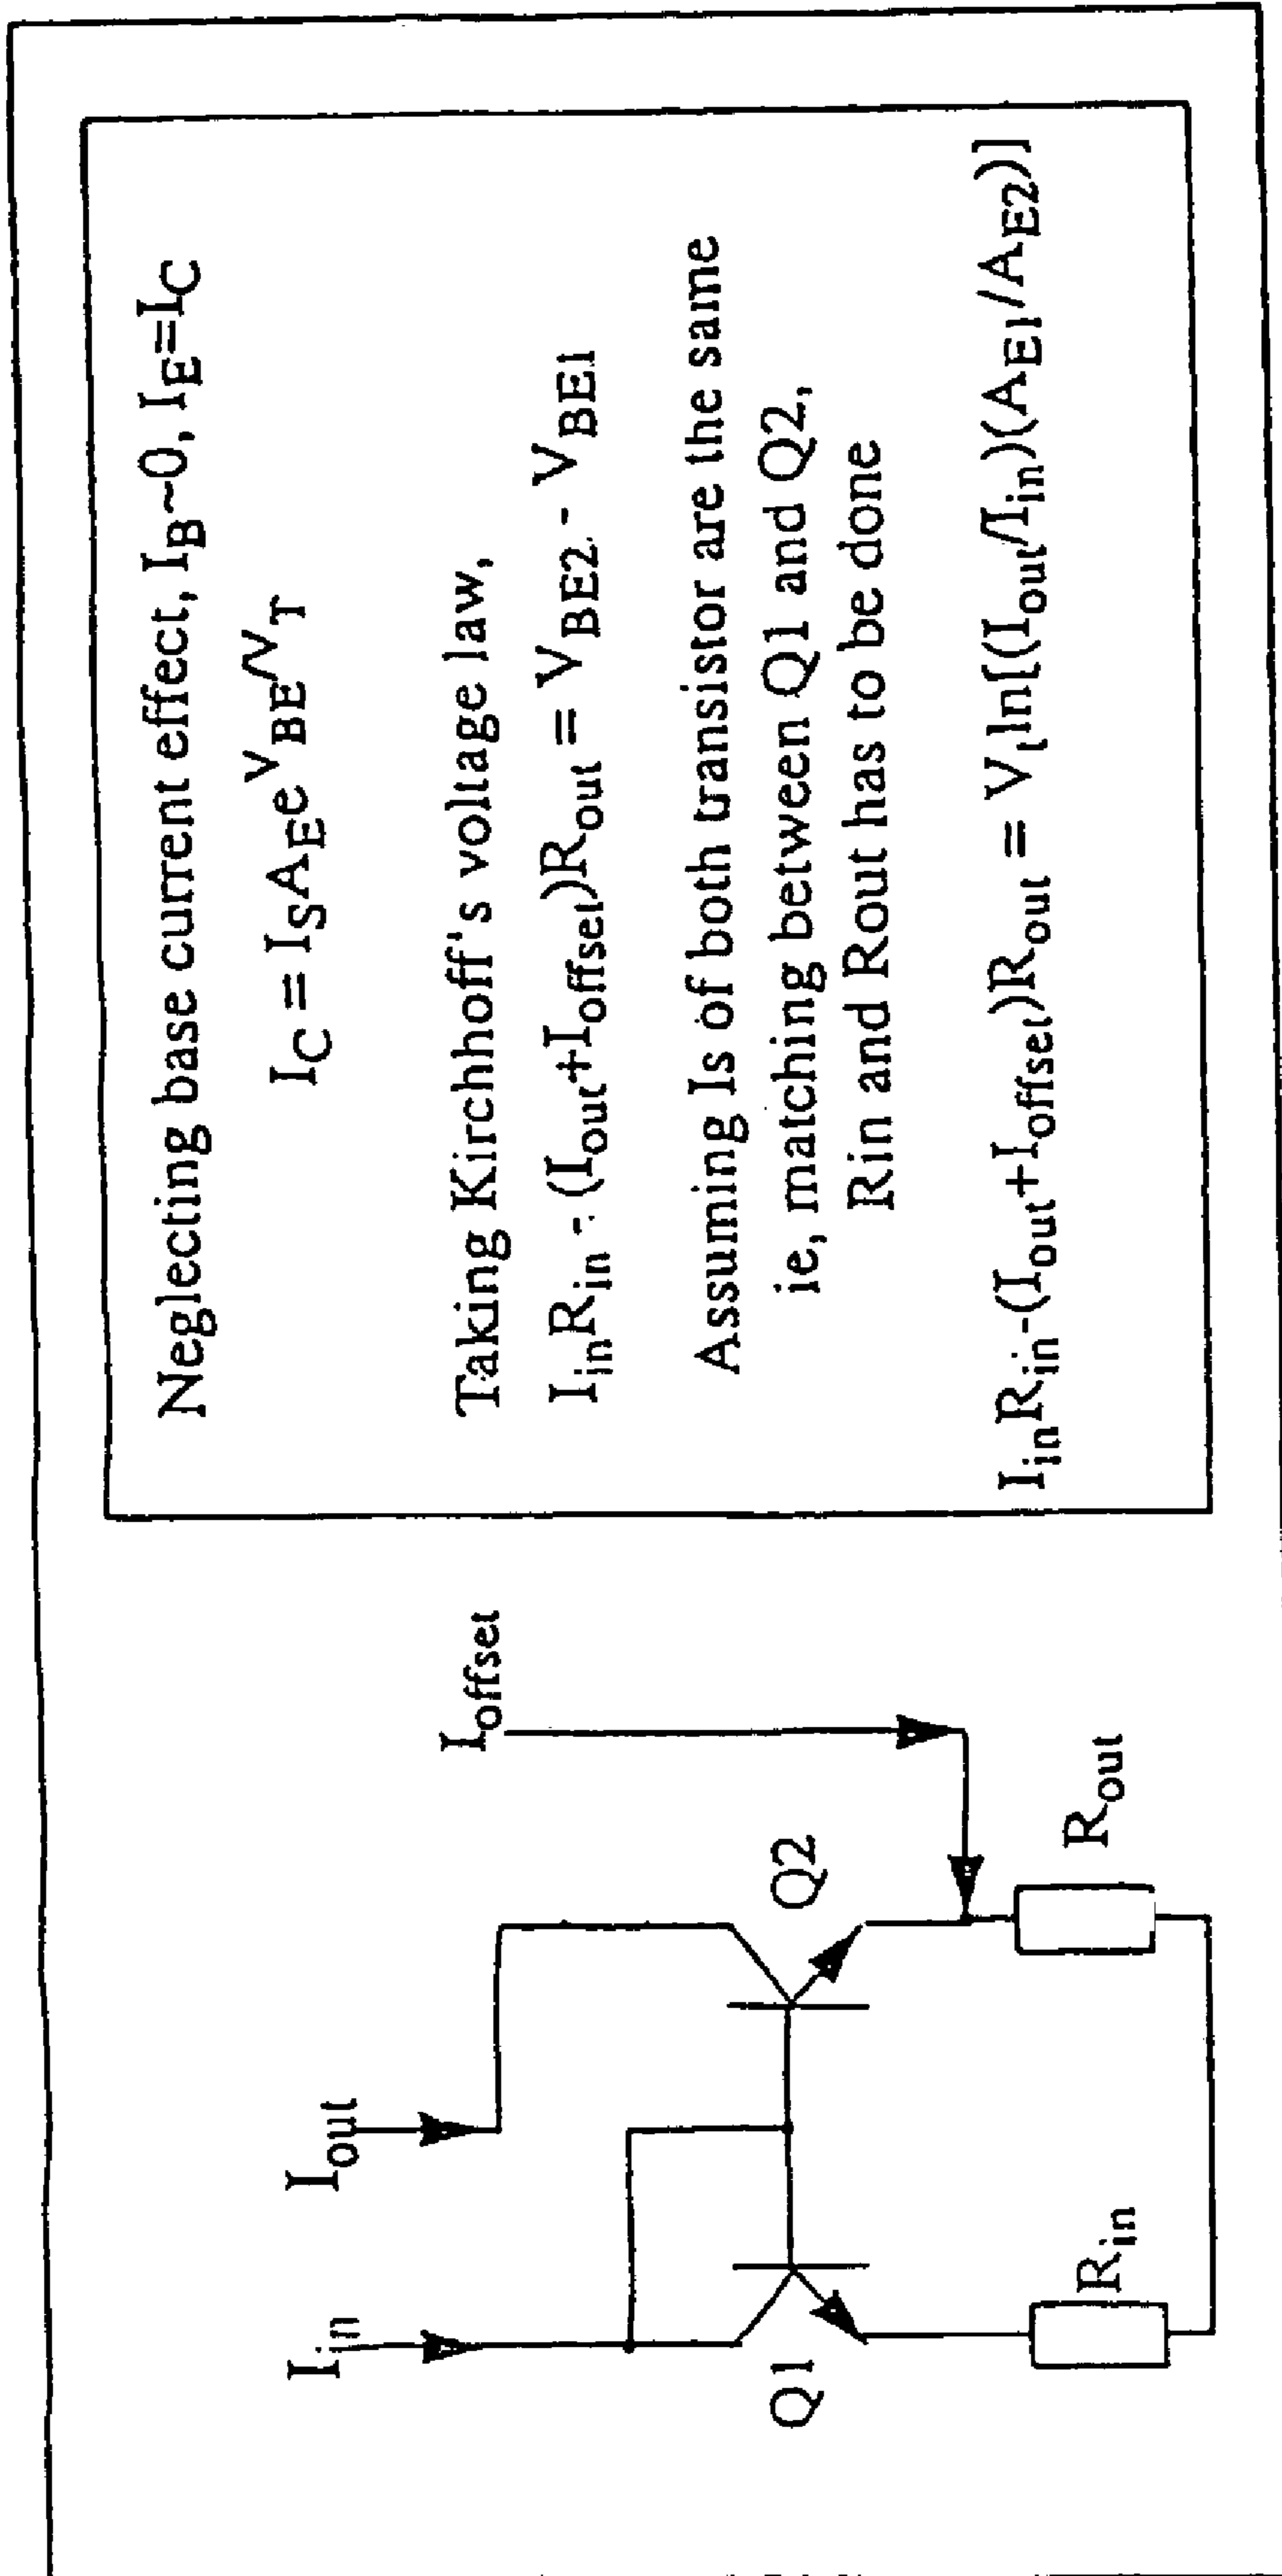 I_in
I_out
I_offset
Q1
Q2
R_in
R_out
Neglecting base current effect, I_B~0, I_E=I_C
I_C = I_S A_E e^V_BE/V_T
Taking Kirchhoff's voltage law,
I_in R_in - (I_out+I_offset)R_out = V_BE2 - V_BE1
Assuming Is of both transistor are the same
ie, matching between Q1 and Q2,
Rin and Rout has to be done
I_in R_in-(I_out+I_offset)R_out = V_t ln[(I_out/I_in)(A_E1/A_E2)]